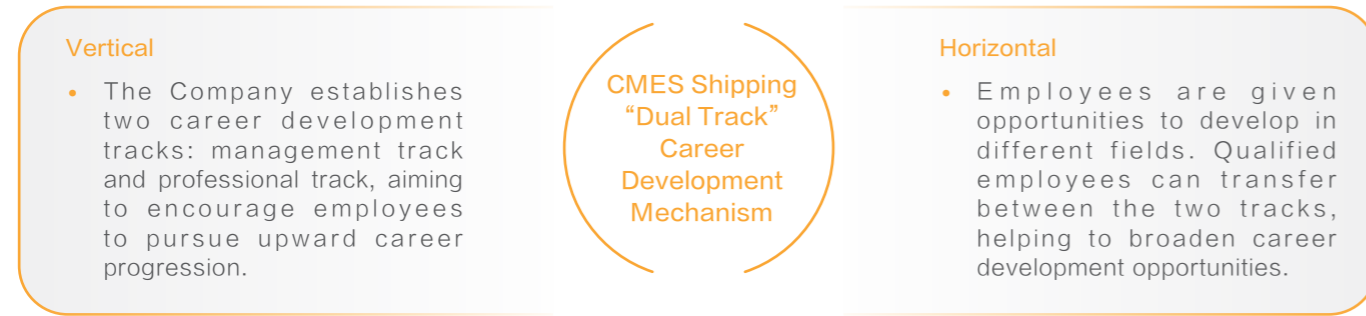 Vertical
• The Company establishes
two career development
tracks: management track
and professional track, aiming
to encourage employees
to pursue upward career
progression.
CMES Shipping
“Dual Track”
Career
Development
Mechanism
Horizontal
• Employees are given
opportunities to develop in
different fields. Qualified
employees can transfer
between the two tracks,
helping to broaden career
development opportunities.